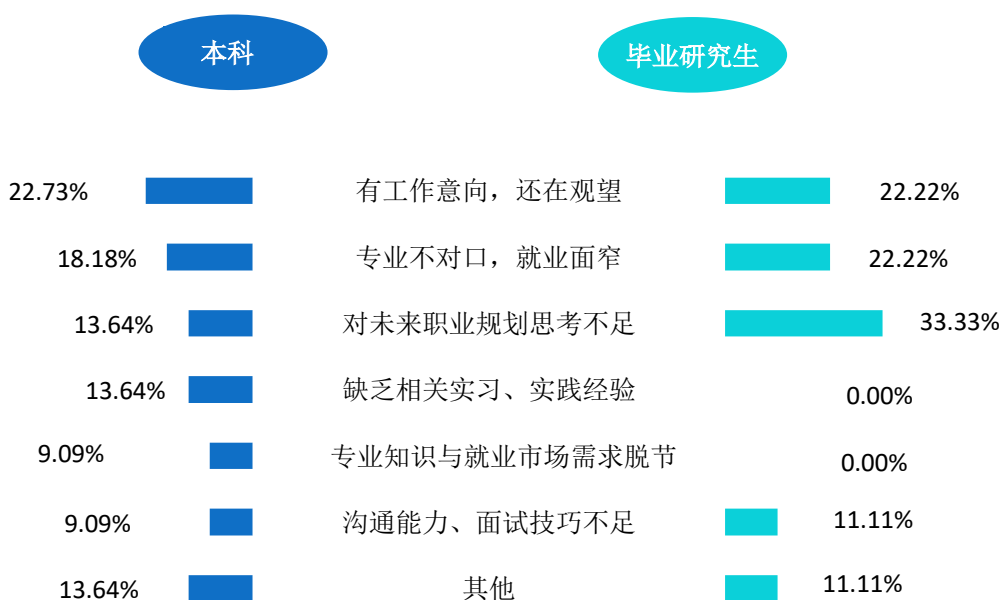 本科 毕业研究生
22.73% 有工作意向，还在观望 22.22%
18.18% 专业不对口，就业面窄 22.22%
13.64% 对未来职业规划思考不足 33.33%
13.64% 缺乏相关实习、实践经验 0.00%
9.09% 专业知识与就业市场需求脱节 0.00%
9.09% 沟通能力、面试技巧不足 11.11%
13.64% 其他 11.11%